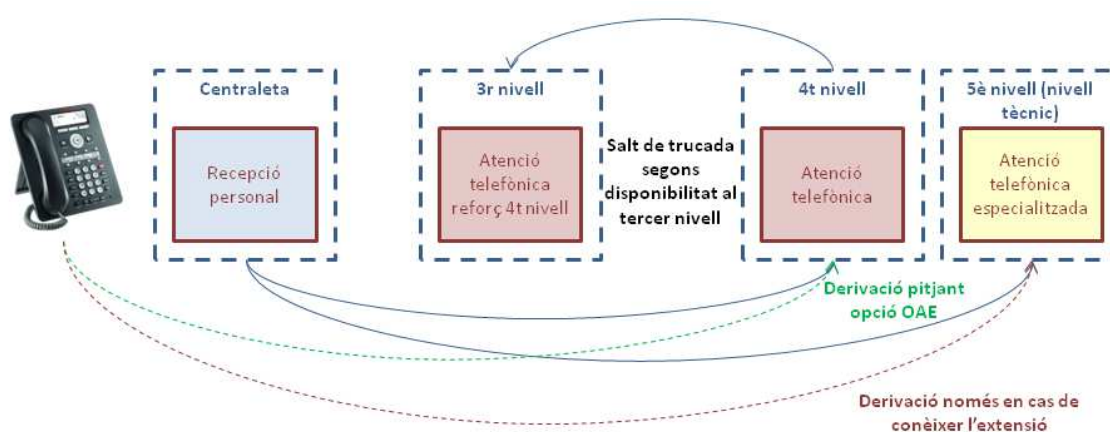 Centraleta
Recepció
personal
3r nivell
Atenció
telefònica
reforç 4t nivell
Salt de trucada
segons
disponibilitat al
tercer nivell
4t nivell
Atenció
telefònica
5è nivell (nivell
tècnic)
Atenció
telefònica
especialitzada
Derivació pitjant
opció OAE
Derivació només en cas de
conèixer l'extensió